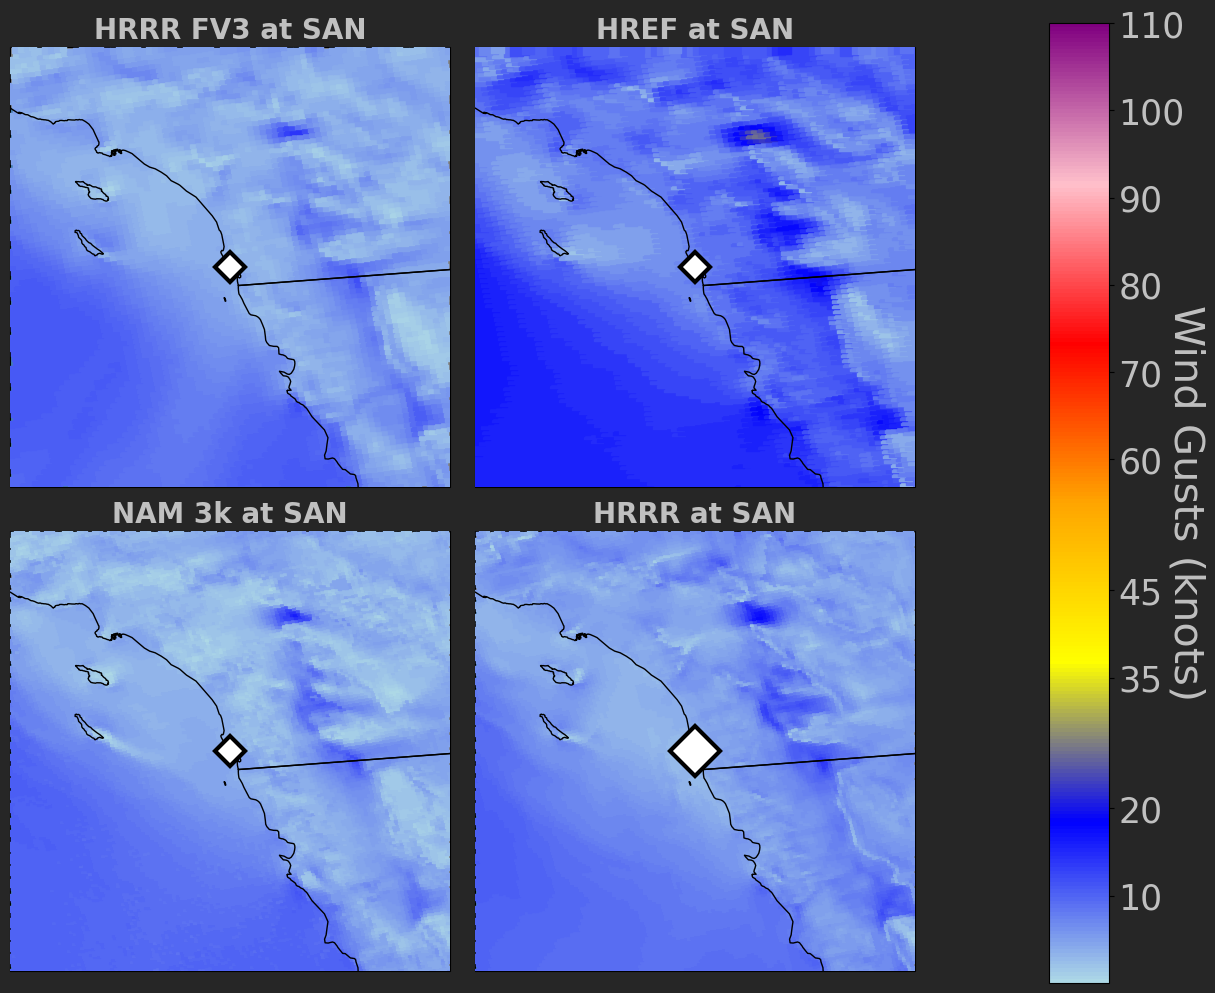 HRRR FV3 at SAN
HREF at SAN
NAM 3k at SAN
HRRR at SAN
110
100
90
80
70
60
45
35
20
10
Wind Gusts (knots)